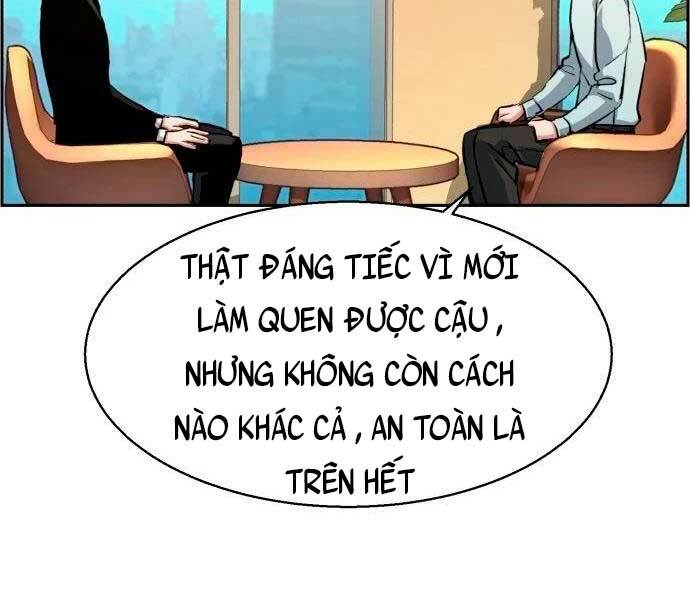 THẬT ĐÁNG TIẾC VÌ MỚI
LÀM QUEN ĐƯỢC CẬU,
NHƯNG KHÔNG CÒN CÁCH
NÀO KHÁC CẢ, AN TOÀN LÀ
TRÊN HẾT